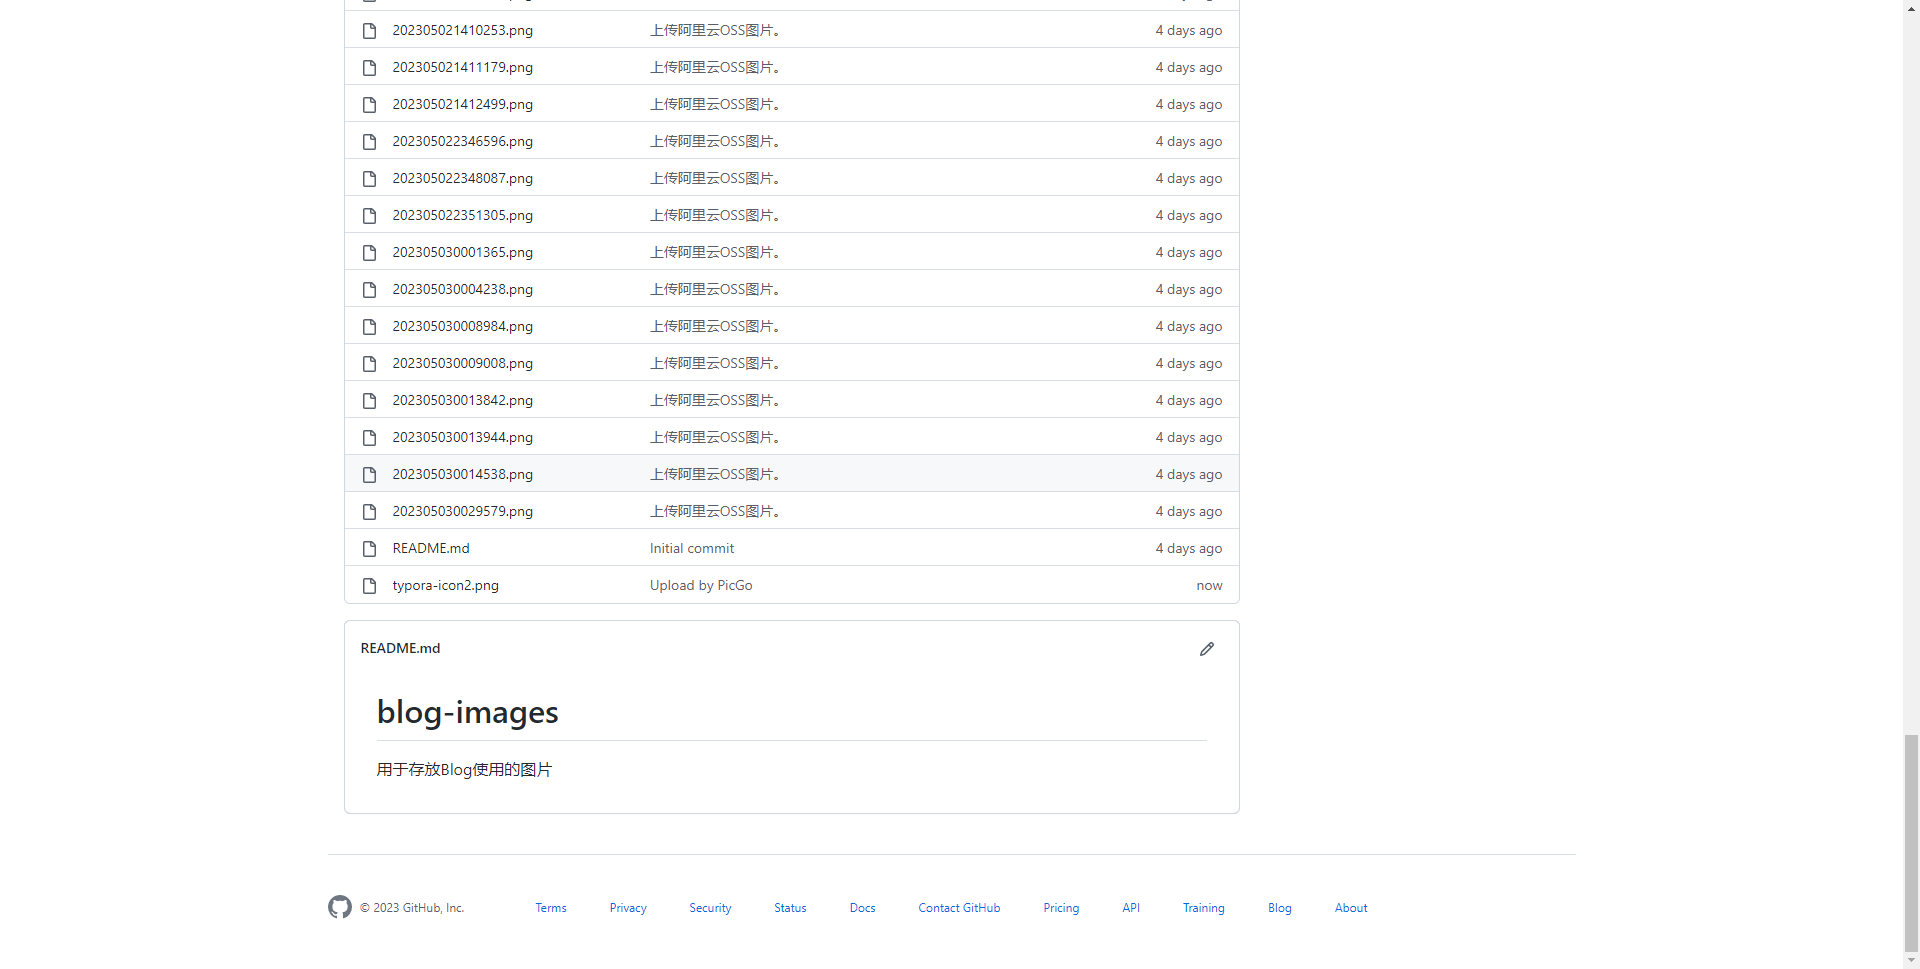 202305021410253.png 上传阿里云OSS图片。 4 days ago
202305021411179.png 上传阿里云OSS图片。 4 days ago
202305021412499.png 上传阿里云OSS图片。 4 days ago
202305022346596.png 上传阿里云OSS图片。 4 days ago
202305022348087.png 上传阿里云OSS图片。 4 days ago
202305022351305.png 上传阿里云OSS图片。 4 days ago
202305030001365.png 上传阿里云OSS图片。 4 days ago
202305030004238.png 上传阿里云OSS图片。 4 days ago
202305030008984.png 上传阿里云OSS图片。 4 days ago
202305030009008.png 上传阿里云OSS图片。 4 days ago
202305030013842.png 上传阿里云OSS图片。 4 days ago
202305030013944.png 上传阿里云OSS图片。 4 days ago
202305030014538.png 上传阿里云OSS图片。 4 days ago
202305030029579.png 上传阿里云OSS图片。 4 days ago
README.md Initial commit 4 days ago
typora-icon2.png Upload by PicGo now
README.md
blog-images
用于存放Blog使用的图片
© 2023 GitHub, Inc. Terms Privacy Security Status Docs Contact GitHub Pricing API Training Blog About